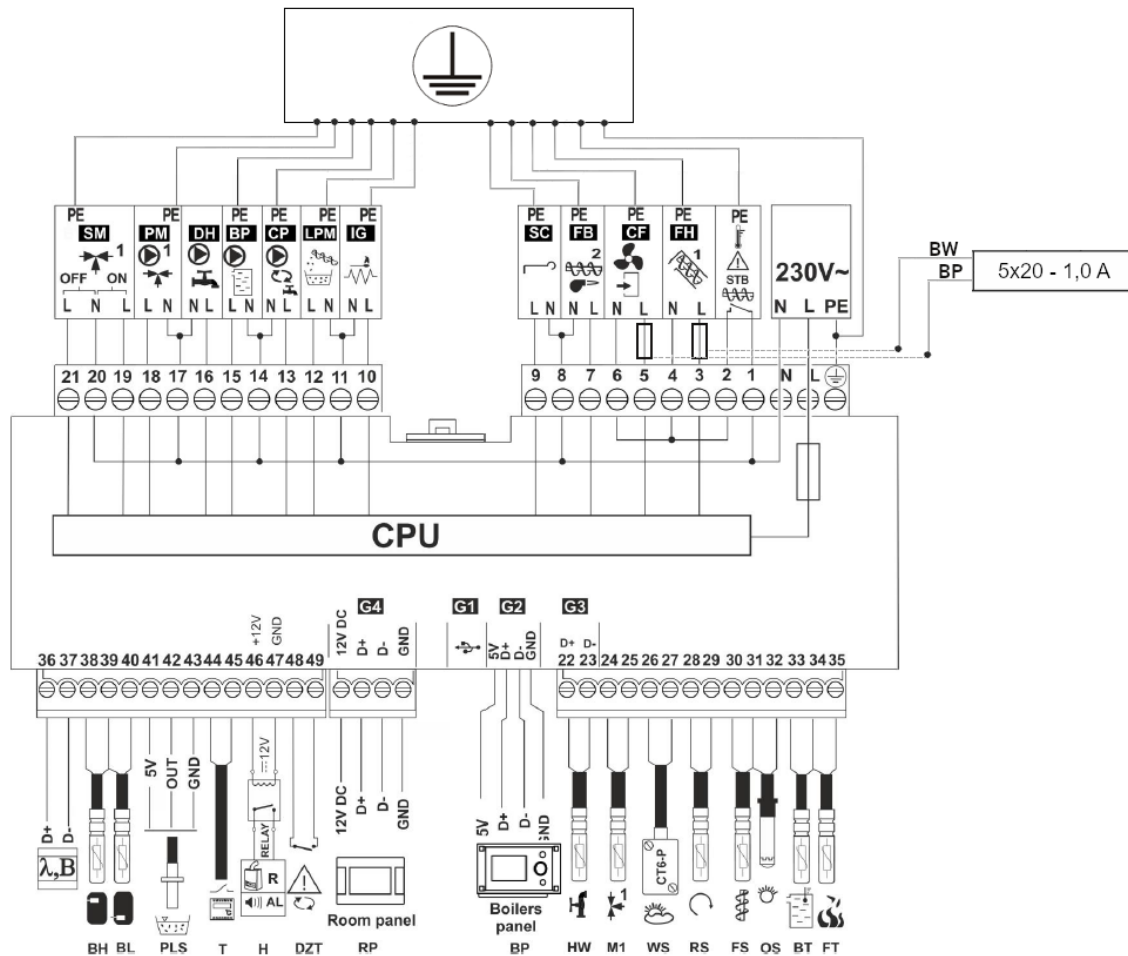 PE PE PE PE PE PE PE PE PE PE
SM PM DH BP CP LPM IG SC FB CF FH
1 1 2 1
OFF ON
STB
230V~
L N L L N N L L N N L L N N L L N N L N L N L N L PE
BW
BP
5x20 - 1,0 A
21 20 19 18 17 16 15 14 13 12 11 10 9 8 7 6 5 4 3 2 1 N L
CPU
+12V
GND
12V DC
D+
D-
GND
G4 G1 G2 G3
5V
D+
D-
GND
D+ D-
36 37 38 39 40 41 42 43 44 45 46 47 48 49
22 23 24 25 26 27 28 29 30 31 32 33 34 35
D+
D-
5V
OUT
GND
12V
RELAY
12V DC
D+
D-
GND
5V
D+
D-
GND
CT6-P
λ,B
R
AL
1
Room panel
Boilers
panel
BH BL PLS T H DZT RP BP HW M1 WS RS FS OS BT FT